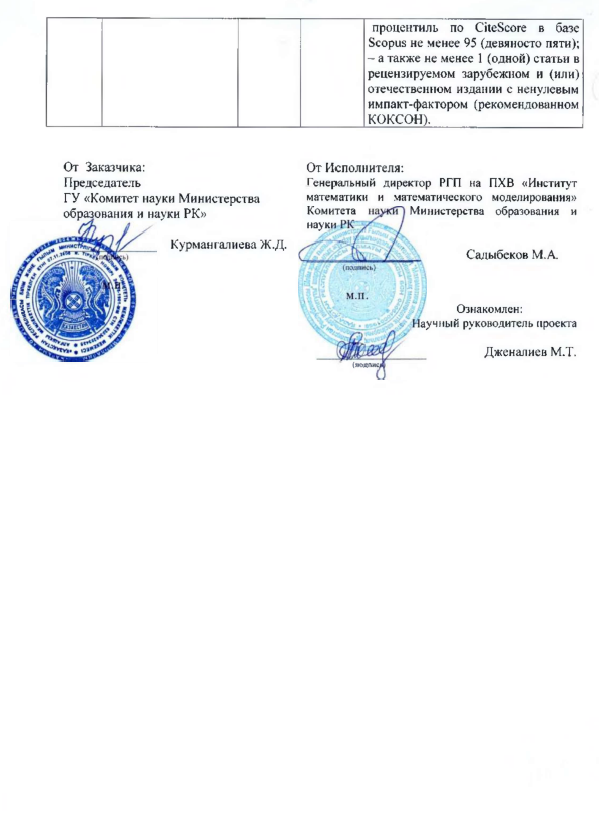 процентиль по CiteScore в базе
Scopus не менее 95 (девяносто пяти);
– а также не менее 1 (одной) статьи в
рецензируемом зарубежном и (или)
отечественном издании с ненулевым
импакт-фактором (рекомендованном
КОКСОН).
От Заказчика:
Председатель
ГУ «Комитет науки Министерства
образования и науки РК»
Курмангалиева Ж.Д.
(подпись)
М.П.
От Исполнителя:
Генеральный директор РГП на ПХВ «Институт
математики и математического моделирования»
Комитета науки Министерства образования и
науки РК
Садыбеков М.А.
(подпись)
М.П.
Ознакомлен:
Научный руководитель проекта
Дженалиев М.Т.
(подпись)